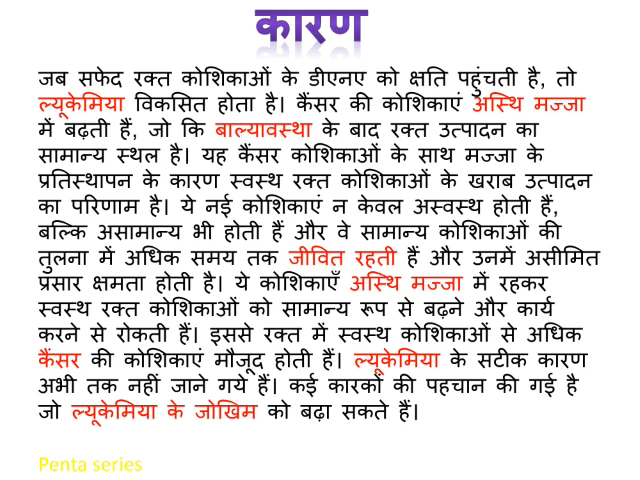 कारण
जब सफेद रक्त कोशिकाओं के डीएनए को क्षति पहुंचती है, तो
ल्यूकेमिया विकसित होता है। कैंसर की कोशिकाएं अस्थि मज्जा
में बढ़ती हैं, जो कि बाल्यावस्था के बाद रक्त उत्पादन का
सामान्य स्थल है। यह कैंसर कोशिकाओं के साथ मज्जा के
प्रतिस्थापन के कारण स्वस्थ रक्त कोशिकाओं के खराब उत्पादन
का परिणाम है। ये नई कोशिकाएं न केवल अस्वस्थ होती हैं,
बल्कि असामान्य भी होती हैं और वे सामान्य कोशिकाओं की
तुलना में अधिक समय तक जीवित रहती हैं और उनमें असीमित
प्रसार क्षमता होती है। ये कोशिकाएँ अस्थि मज्जा में रहकर
स्वस्थ रक्त कोशिकाओं को सामान्य रूप से बढ़ने और कार्य
करने से रोकती हैं। इससे रक्त में स्वस्थ कोशिकाओं से अधिक
कैंसर की कोशिकाएं मौजूद होती हैं। ल्यूकेमिया के सटीक कारण
अभी तक नहीं जाने गये हैं। कई कारकों की पहचान की गई है
जो ल्यूकेमिया के जोखिम को बढ़ा सकते हैं।
Penta series